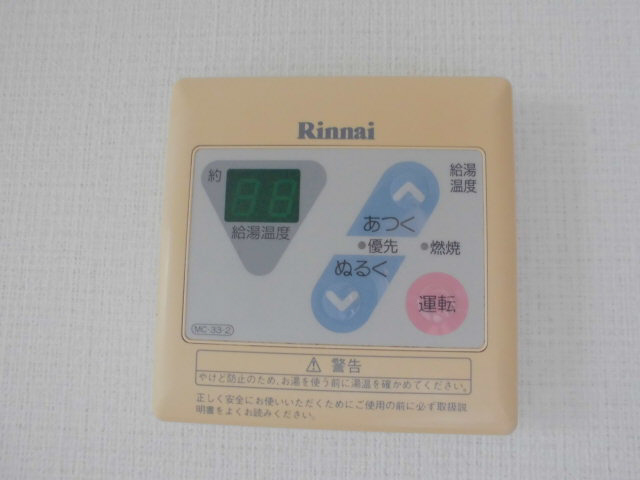 Rinnai
約
給湯温度
給湯
温度
あつく
優先
燃焼
ぬるく
運転
MC-33-2
警告
やけど防止のため、お湯を使う前に湯温を確かめてください。
正しく安全にお使いいただくためにご使用の前に必ず取扱説
明書をよくお読みください。